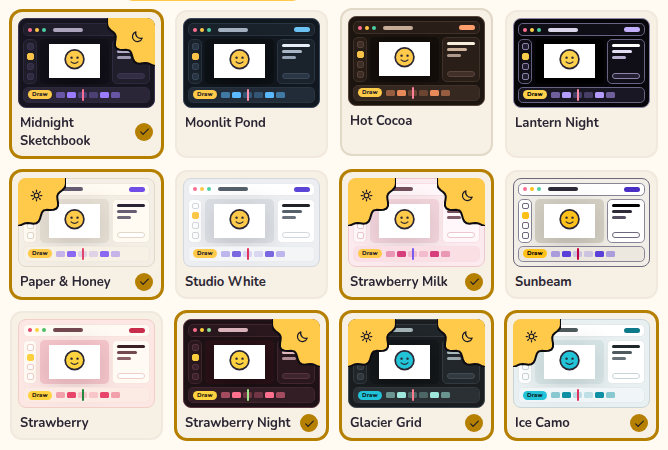 Draw
Draw
Draw
Draw
Midnight
Sketchbook
Moonlit Pond
Hot Cocoa
Lantern Night
Draw
Draw
Draw
Draw
Paper & Honey
Studio White
Strawberry Milk
Sunbeam
Draw
Draw
Draw
Draw
Strawberry
Strawberry Night
Glacier Grid
Ice Camo